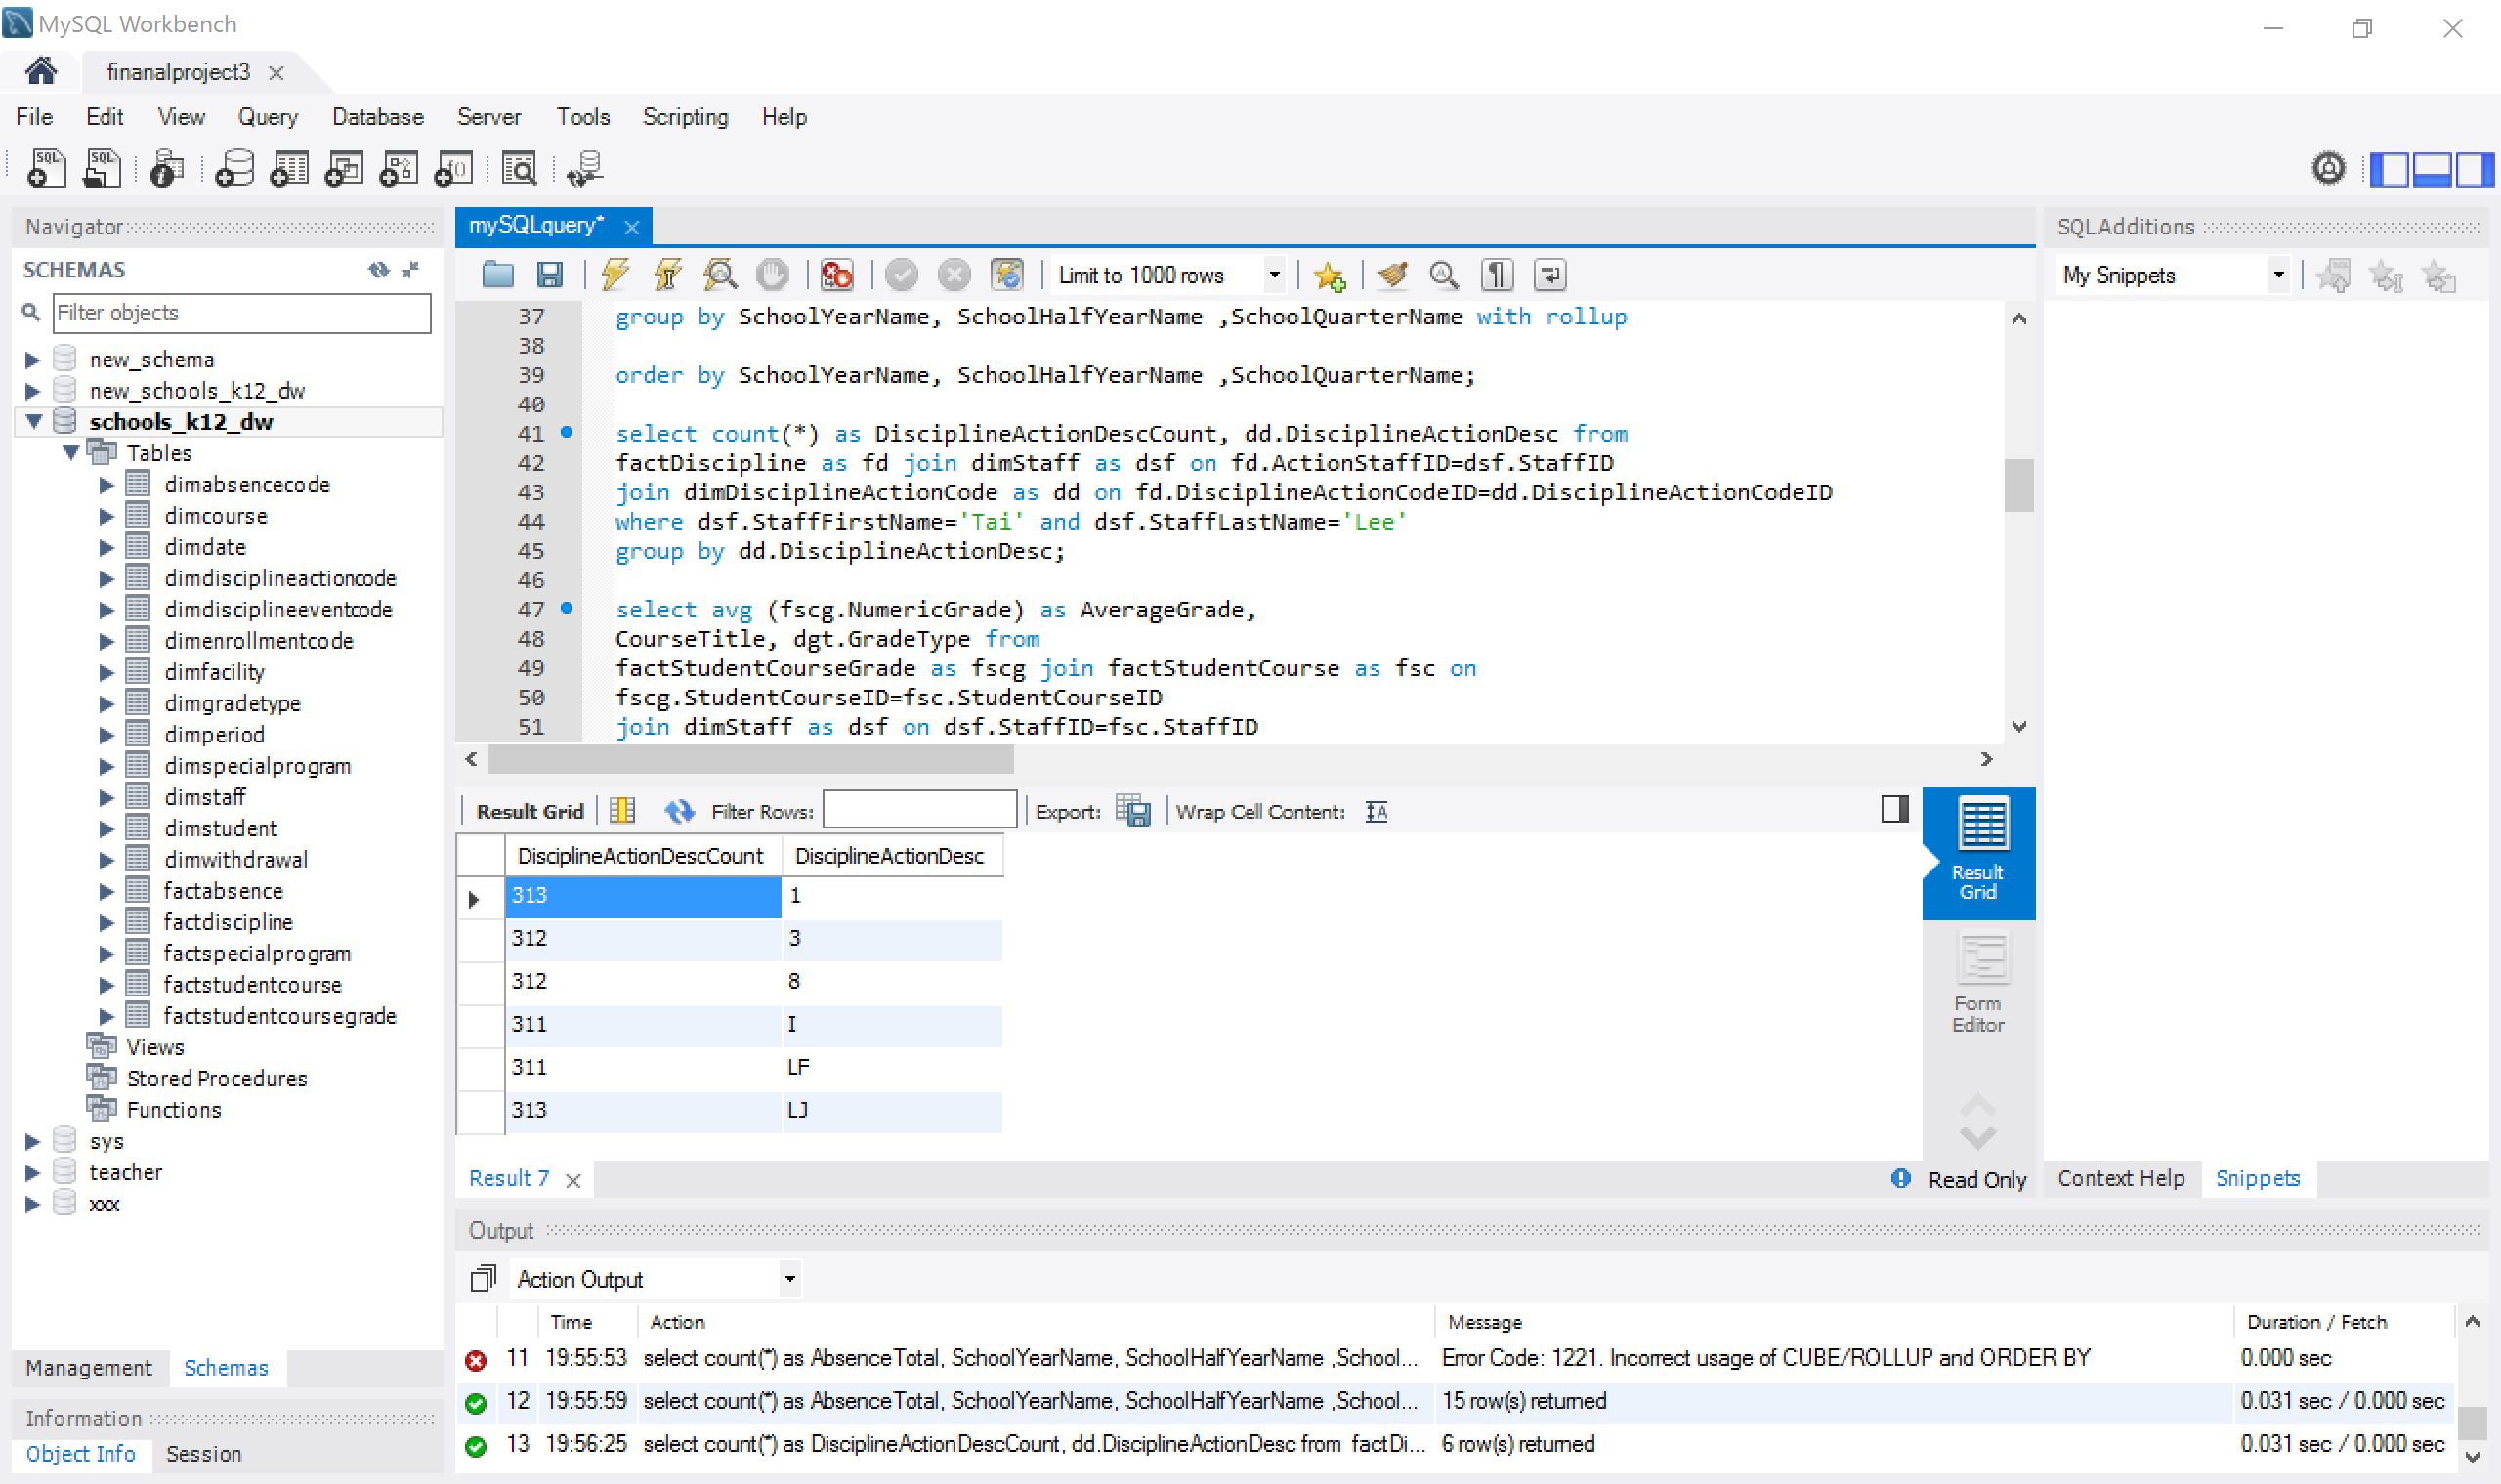 MySQL Workbench
finanalproject3
File Edit View Query Database Server Tools Scripting Help
Navigator
SCHEMAS
Filter objects
new_schema
new_schools_k12_dw
schools_k12_dw
Tables
dimabsencecode
dimcourse
dimdate
dimdisciplineactioncode
dimdisciplineeventcode
dimenrollmentcode
dimfacility
dimgradetype
dimperiod
dimspecialprogram
dimstaff
dimstudent
dimwithdrawal
factabsence
factdiscipline
factspecialprogram
factstudentcourse
factstudentcoursegrade
Views
Stored Procedures
Functions
sys
teacher
xxx
Management Schemas
Information
Object Info Session
mySQLquery*
Limit to 1000 rows
37 group by SchoolYearName, SchoolHalfYearName ,SchoolQuarterName with rollup
38
39 order by SchoolYearName, SchoolHalfYearName ,SchoolQuarterName;
40
41 select count(*) as DisciplineActionDescCount, dd.DisciplineActionDesc from
42 factDiscipline as fd join dimStaff as dsf on fd.ActionStaffID=dsf.StaffID
43 join dimDisciplineActionCode as dd on fd.DisciplineActionCodeID=dd.DisciplineActionCodeID
44 where dsf.StaffFirstName='Tai' and dsf.StaffLastName='Lee'
45 group by dd.DisciplineActionDesc;
46
47 select avg (fscg.NumericGrade) as AverageGrade,
48 CourseTitle, dgt.GradeType from
49 factStudentCourseGrade as fscg join factStudentCourse as fsc on
50 fscg.StudentCourseID=fsc.StudentCourseID
51 join dimStaff as dsf on dsf.StaffID=fsc.StaffID
Result Grid Filter Rows: Export: Wrap Cell Content:
DisciplineActionDescCount DisciplineActionDesc
313 1
312 3
312 8
311 I
311 LF
313 LJ
Result Grid
Form Editor
Result 7
Read Only
SQLAdditions
My Snippets
Context Help Snippets
Output
Action Output
Time Action Message Duration / Fetch
11 19:55:53 select count(*) as AbsenceTotal, SchoolYearName, SchoolHalfYearName ,School... Error Code: 1221. Incorrect usage of CUBE/ROLLUP and ORDER BY 0.000 sec
12 19:55:59 select count(*) as AbsenceTotal, SchoolYearName, SchoolHalfYearName ,School... 15 row(s) returned 0.031 sec / 0.000 sec
13 19:56:25 select count(*) as DisciplineActionDescCount, dd.DisciplineActionDesc from factDi... 6 row(s) returned 0.031 sec / 0.000 sec